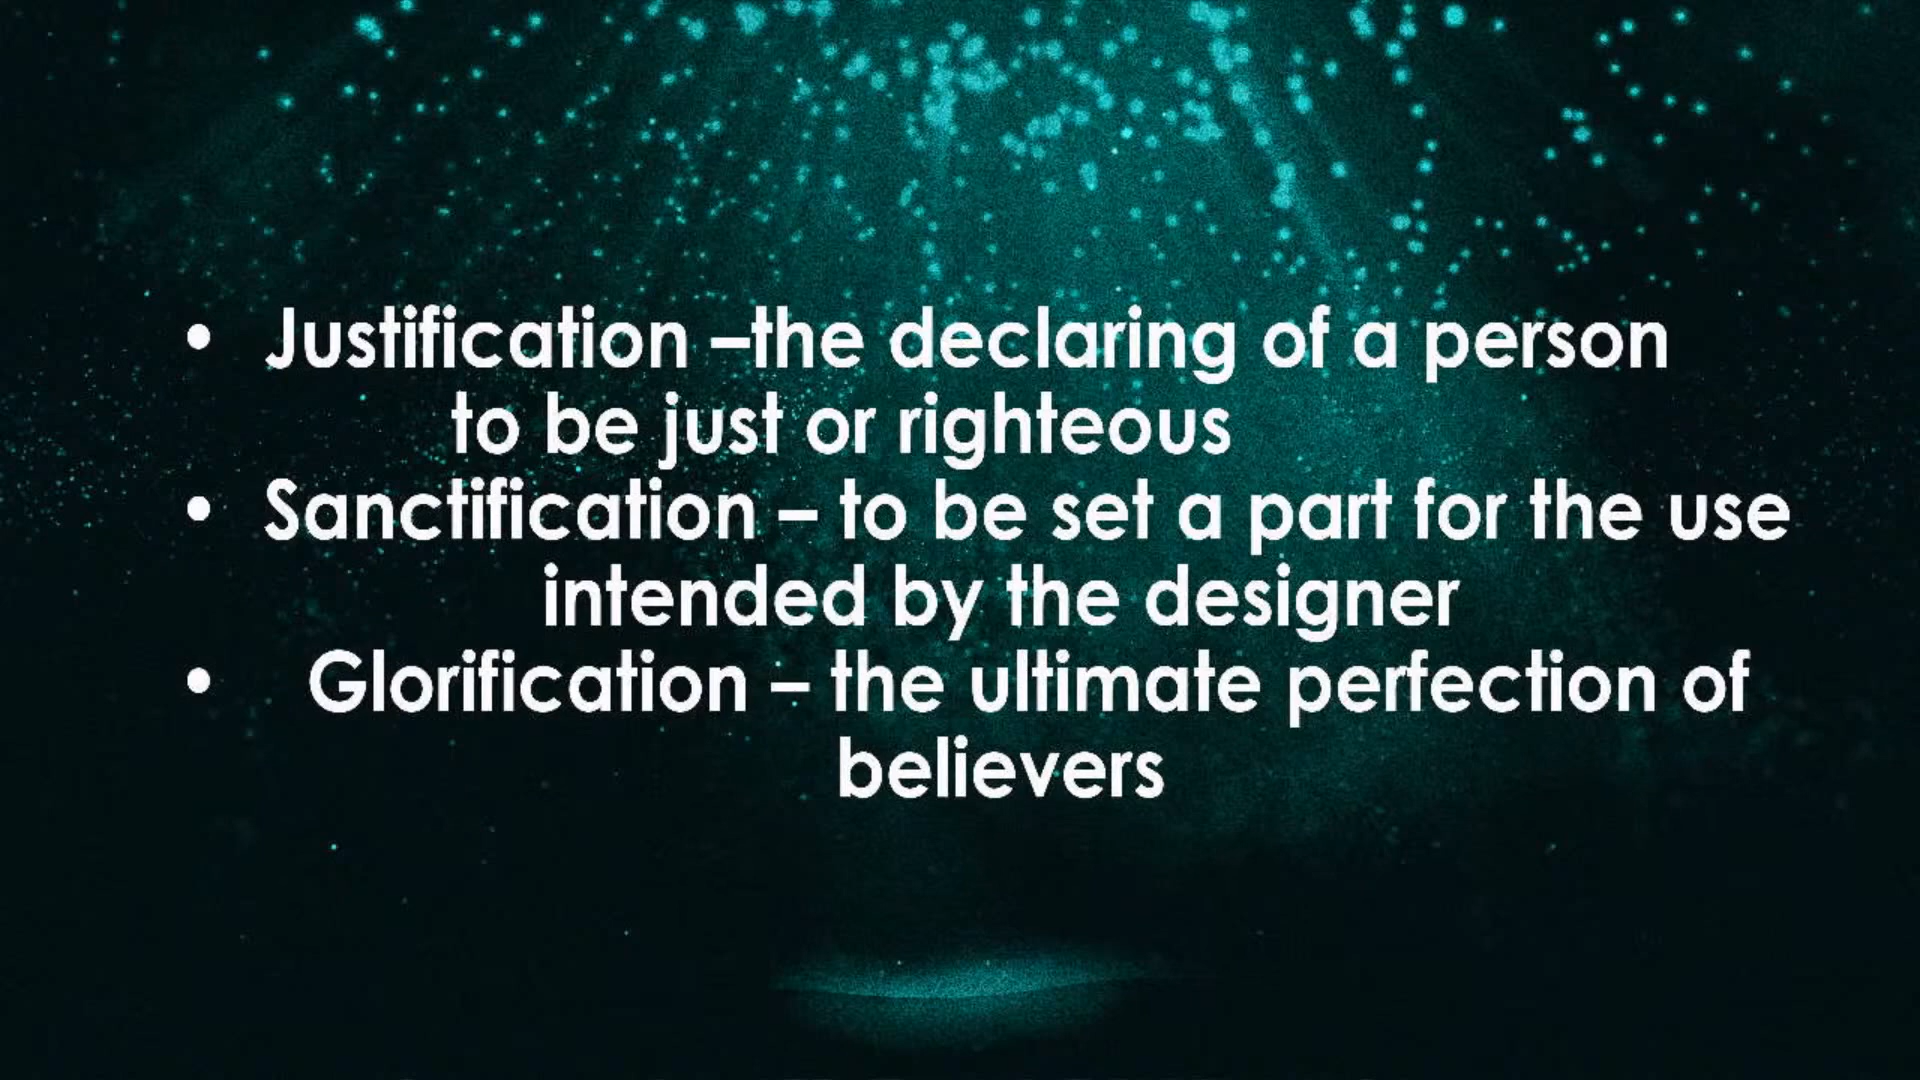 • Justification –the declaring of a person
to be just or righteous
• Sanctification – to be set a part for the use
intended by the designer
• Glorification – the ultimate perfection of
believers